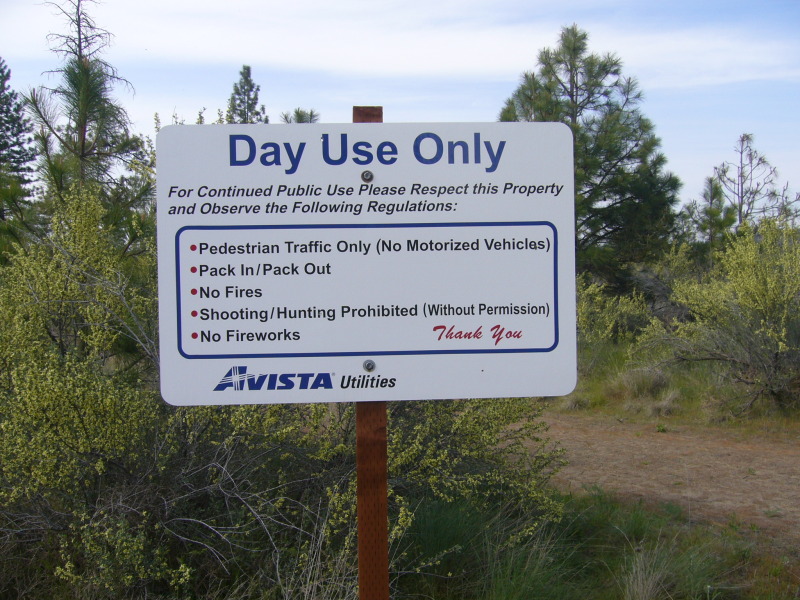 Day Use Only
For Continued Public Use Please Respect this Property
and Observe the Following Regulations:
•Pedestrian Traffic Only (No Motorized Vehicles)
•Pack In/Pack Out
•No Fires
•Shooting/Hunting Prohibited (Without Permission)
•No Fireworks Thank You
AVISTA Utilities